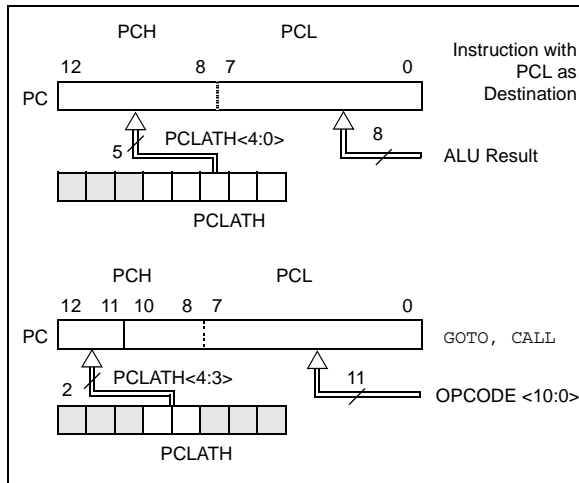 PCH PCL
12 8 7 0
Instruction with
PCL as
Destination
PC
5 PCLATH<4:0> 8
ALU Result
PCLATH
PCH PCL
12 11 10 8 7 0
PC
GOTO, CALL
2 PCLATH<4:3> 11
OPCODE <10:0>
PCLATH